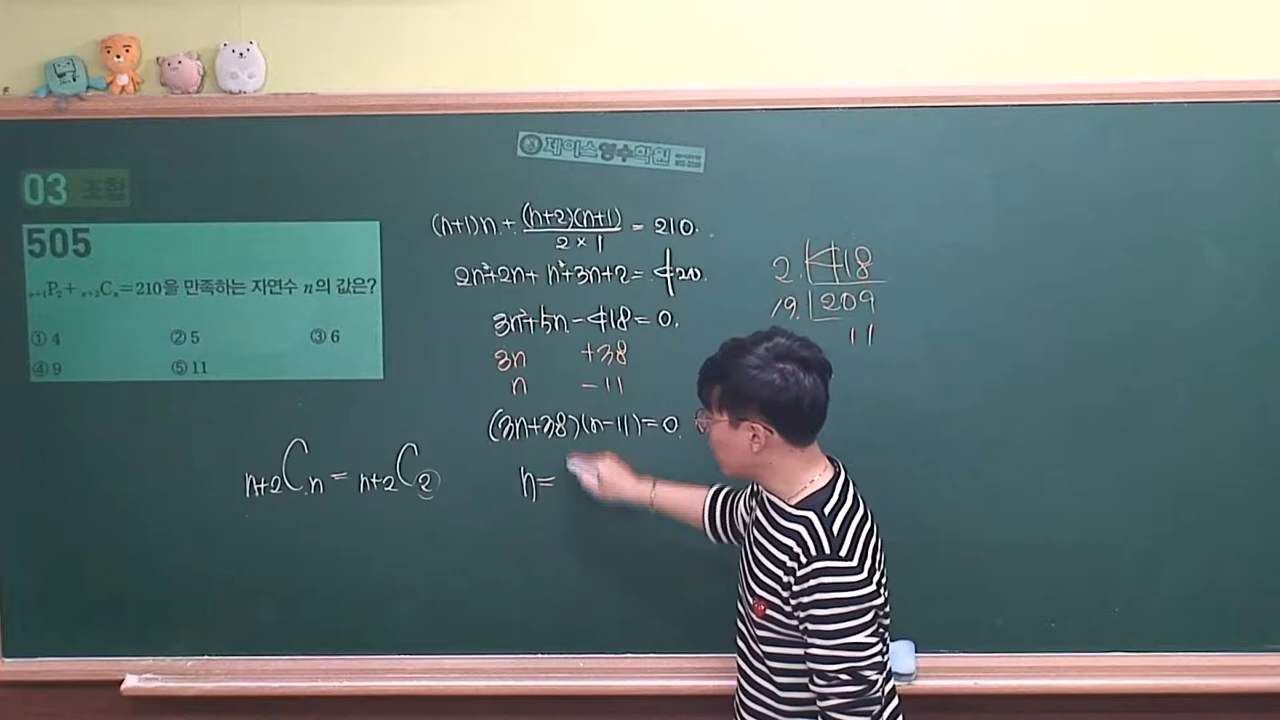 제이스영수학원
03 조합
505
ₙ₊₁P₂+ₙ₊₂Cₙ=210을 만족하는 자연수 n의 값은?
① 4 ② 5 ③ 6
④ 9 ⑤ 11
(n+1)n + (n+2)(n+1)/2×1 = 210.
2n²+2n+n²+3n+2=420.
3n²+5n-418=0.
3n +38
n -11
(3n+38)(n-11)=0.
n=
ₙ₊₂Cₙ=ₙ₊₂C₂
2. 418
19. 209
11